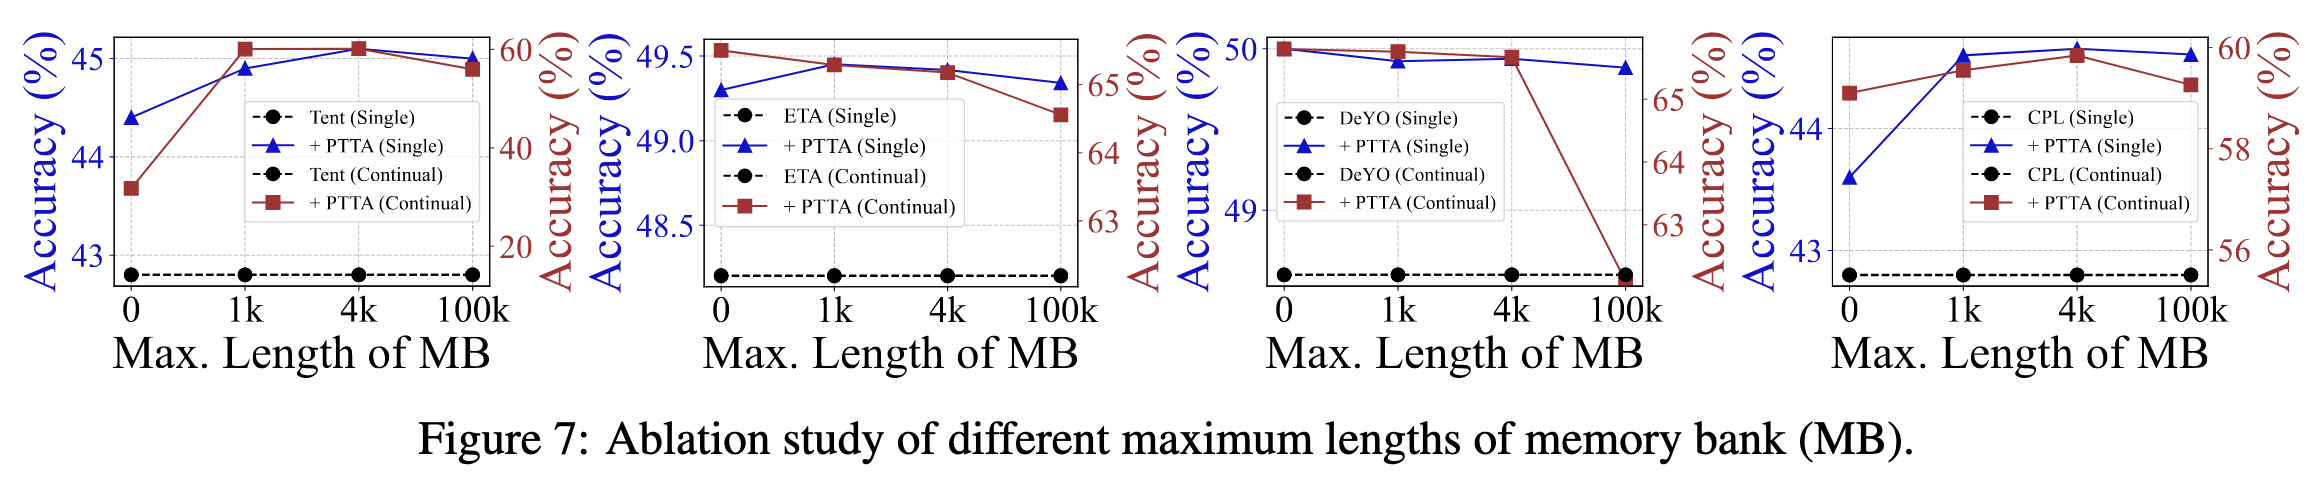 Accuracy (%)
45
44
43
Tent (Single)
+ PTTA (Single)
Tent (Continual)
+ PTTA (Continual)
60
40
20
Accuracy (%)
0 1k 4k 100k
Max. Length of MB
Accuracy (%)
49.5
49.0
48.5
ETA (Single)
+ PTTA (Single)
ETA (Continual)
+ PTTA (Continual)
65
64
63
Accuracy (%)
0 1k 4k 100k
Max. Length of MB
Accuracy (%)
50
49
DeYO (Single)
+ PTTA (Single)
DeYO (Continual)
+ PTTA (Continual)
65
64
63
Accuracy (%)
0 1k 4k 100k
Max. Length of MB
Accuracy (%)
44
43
CPL (Single)
+ PTTA (Single)
CPL (Continual)
+ PTTA (Continual)
60
58
56
Accuracy (%)
0 1k 4k 100k
Max. Length of MB
Figure 7: Ablation study of different maximum lengths of memory bank (MB).